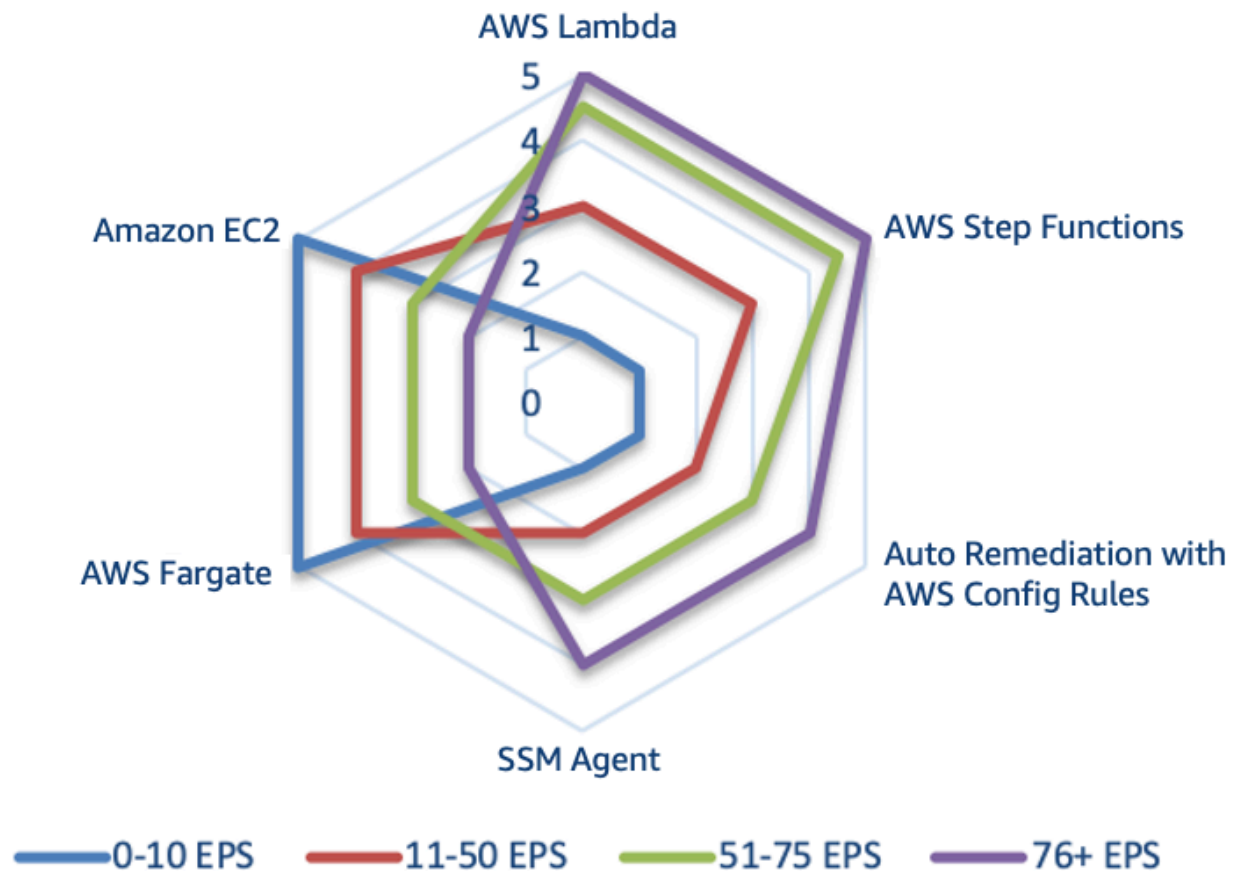 AWS Lambda
5
4
Amazon EC2
3
AWS Step Functions
2
1
0
AWS Fargate
Auto Remediation with
AWS Config Rules
SSM Agent
0-10 EPS
11-50 EPS
51-75 EPS
76+ EPS